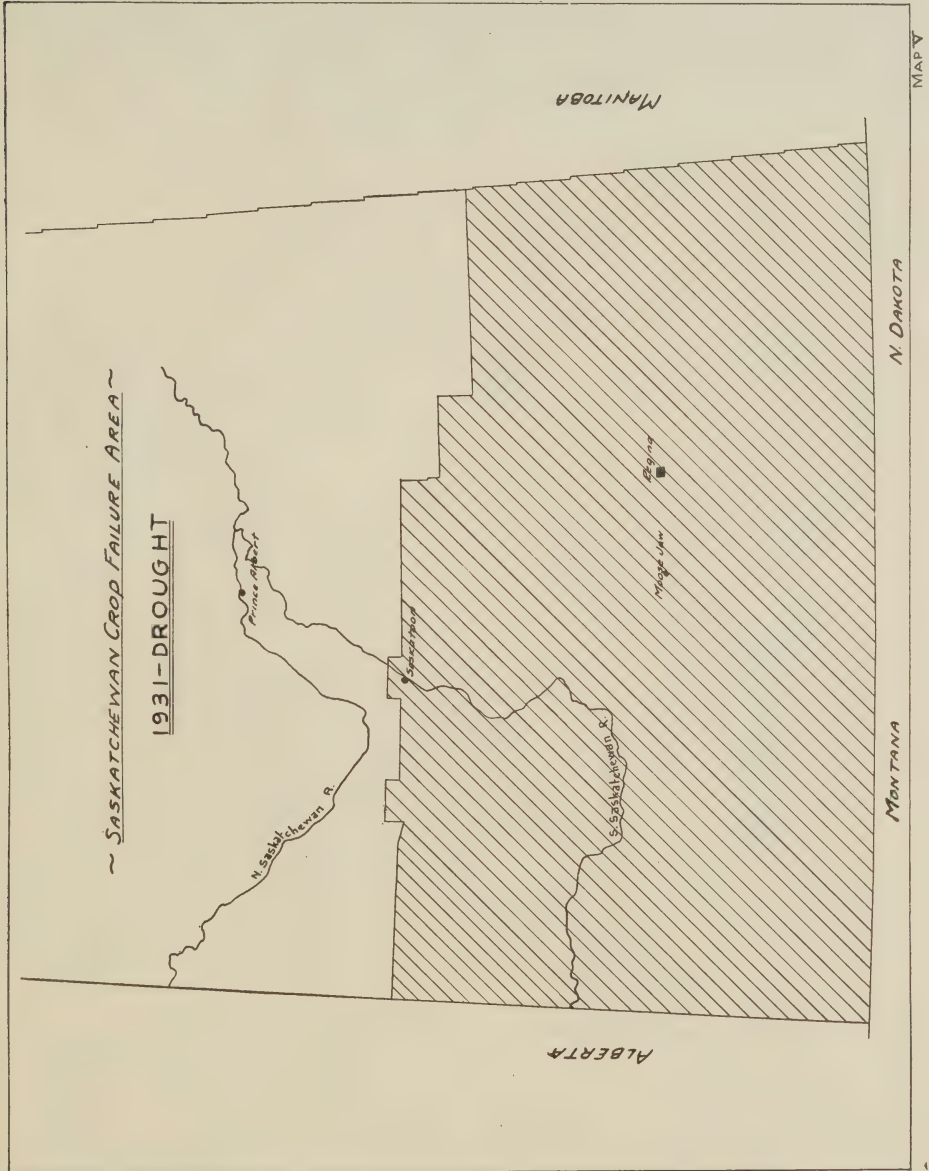 ~ SASKATCHEWAN CROP FAILURE AREA ~
1931-DROUGHT
N. Saskatchewan R.
Prince Albert
Saskatoon
S. Saskatchewan R.
Moose Jaw
Regina
ALBERTA
MANITOBA
MONTANA
N. DAKOTA
MAP V